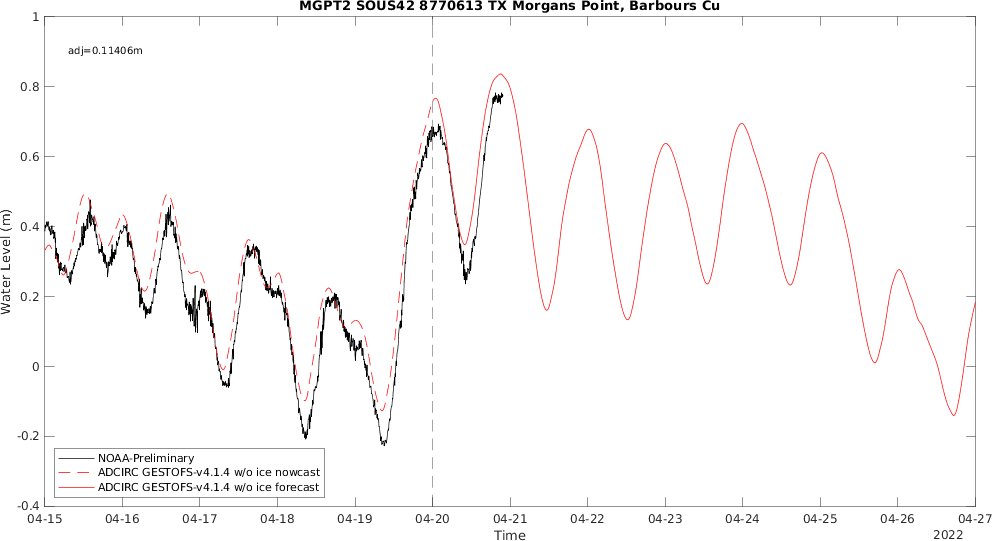 MGPT2 SOUS42 8770613 TX Morgans Point, Barbours Cu
adj=0.11406m
Water Level (m)
1
0.8
0.6
0.4
0.2
0
-0.2
-0.4
NOAA-Preliminary
ADCIRC GESTOFS-v4.1.4 w/o ice nowcast
ADCIRC GESTOFS-v4.1.4 w/o ice forecast
04-15 04-16 04-17 04-18 04-19 04-20 04-21 04-22 04-23 04-24 04-25 04-26 04-27
Time
2022